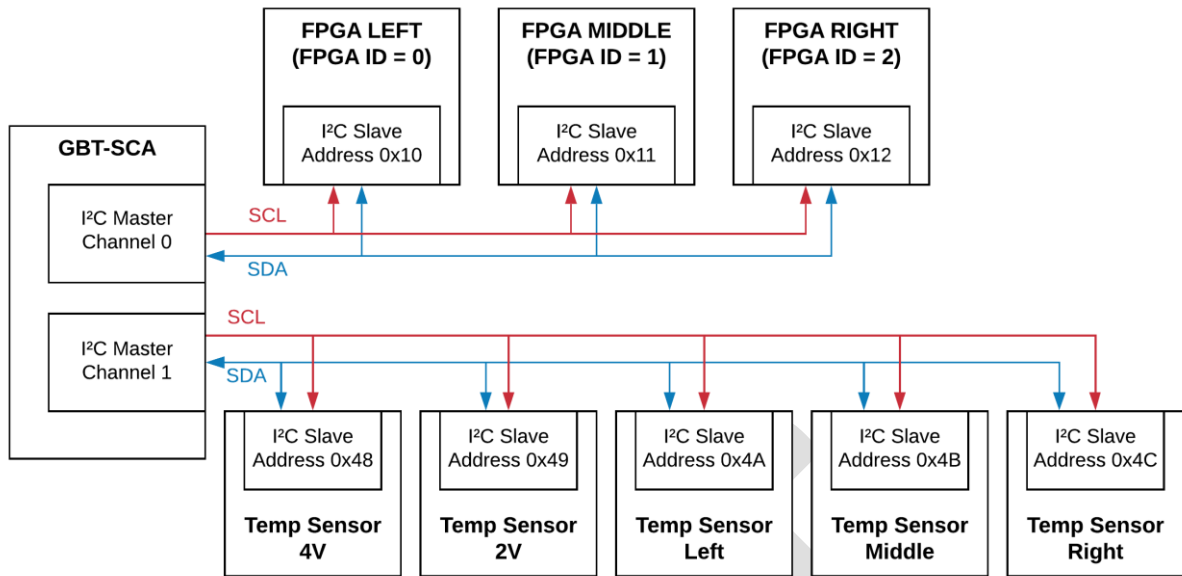 FPGA LEFT
(FPGA ID = 0)
I²C Slave
Address 0x10
FPGA MIDDLE
(FPGA ID = 1)
I²C Slave
Address 0x11
FPGA RIGHT
(FPGA ID = 2)
I²C Slave
Address 0x12
GBT-SCA
I²C Master
Channel 0
SCL
SDA
I²C Master
Channel 1
SCL
SDA
I²C Slave
Address 0x48
Temp Sensor
4V
I²C Slave
Address 0x49
Temp Sensor
2V
I²C Slave
Address 0x4A
Temp Sensor
Left
I²C Slave
Address 0x4B
Temp Sensor
Middle
I²C Slave
Address 0x4C
Temp Sensor
Right